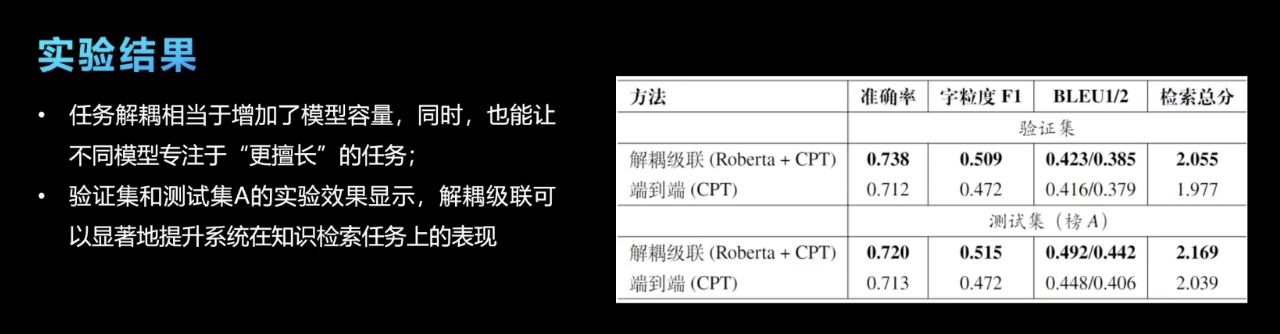 实验结果
• 任务解耦相当于增加了模型容量，同时，也能让
不同模型专注于“更擅长”的任务；
• 验证集和测试集A的实验效果显示，解耦级联可
以显著地提升系统在知识检索任务上的表现
方法 准确率 字粒度 F1 BLEU1/2 检索总分
验证集
解耦级联 (Roberta + CPT) 0.738 0.509 0.423/0.385 2.055
端到端 (CPT) 0.712 0.472 0.416/0.379 1.977
测试集（榜 A）
解耦级联 (Roberta + CPT) 0.720 0.515 0.492/0.442 2.169
端到端 (CPT) 0.713 0.472 0.448/0.406 2.039